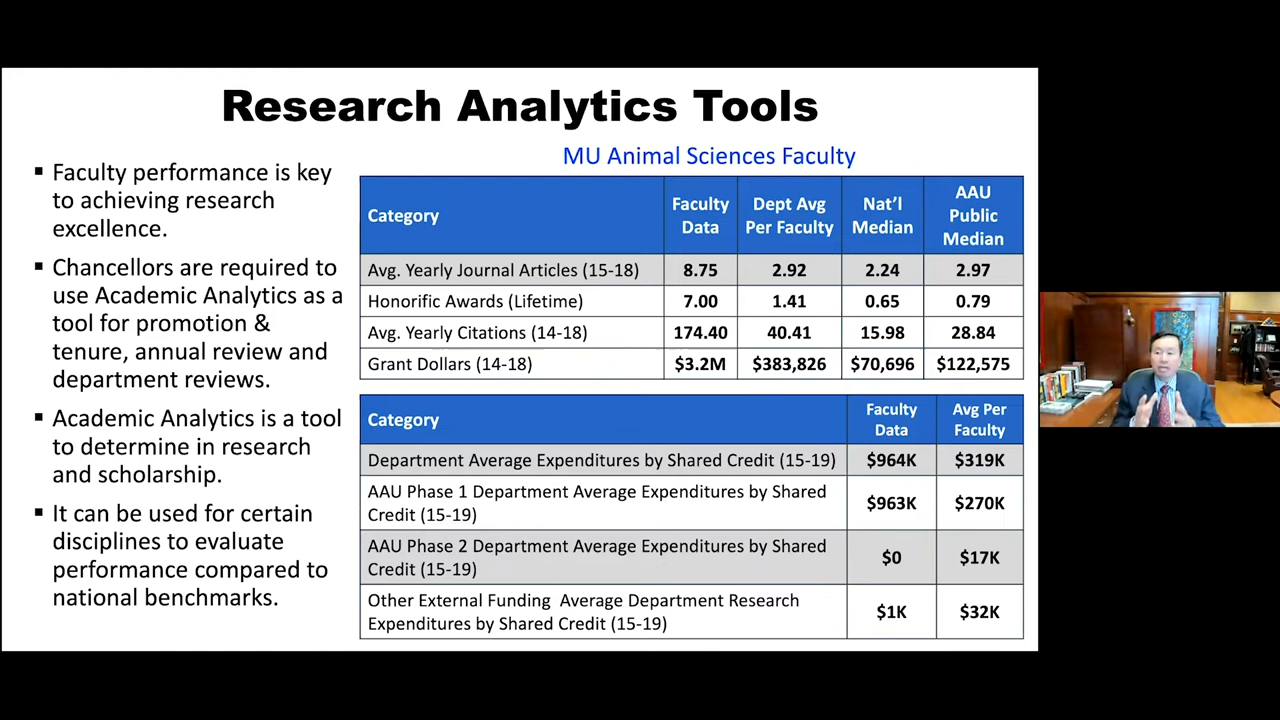 Research Analytics Tools
▪ Faculty performance is key
to achieving research
excellence.
▪ Chancellors are required to
use Academic Analytics as a
tool for promotion &
tenure, annual review and
department reviews.
▪ Academic Analytics is a tool
to determine in research
and scholarship.
▪ It can be used for certain
disciplines to evaluate
performance compared to
national benchmarks.
MU Animal Sciences Faculty
Category Faculty Data Dept Avg Per Faculty Nat'l Median AAU Public Median
Avg. Yearly Journal Articles (15-18) 8.75 2.92 2.24 2.97
Honorific Awards (Lifetime) 7.00 1.41 0.65 0.79
Avg. Yearly Citations (14-18) 174.40 40.41 15.98 28.84
Grant Dollars (14-18) $3.2M $383,826 $70,696 $122,575
Category Faculty Data Avg Per Faculty
Department Average Expenditures by Shared Credit (15-19) $964K $319K
AAU Phase 1 Department Average Expenditures by Shared
Credit (15-19) $963K $270K
AAU Phase 2 Department Average Expenditures by Shared
Credit (15-19) $0 $17K
Other External Funding Average Department Research
Expenditures by Shared Credit (15-19) $1K $32K